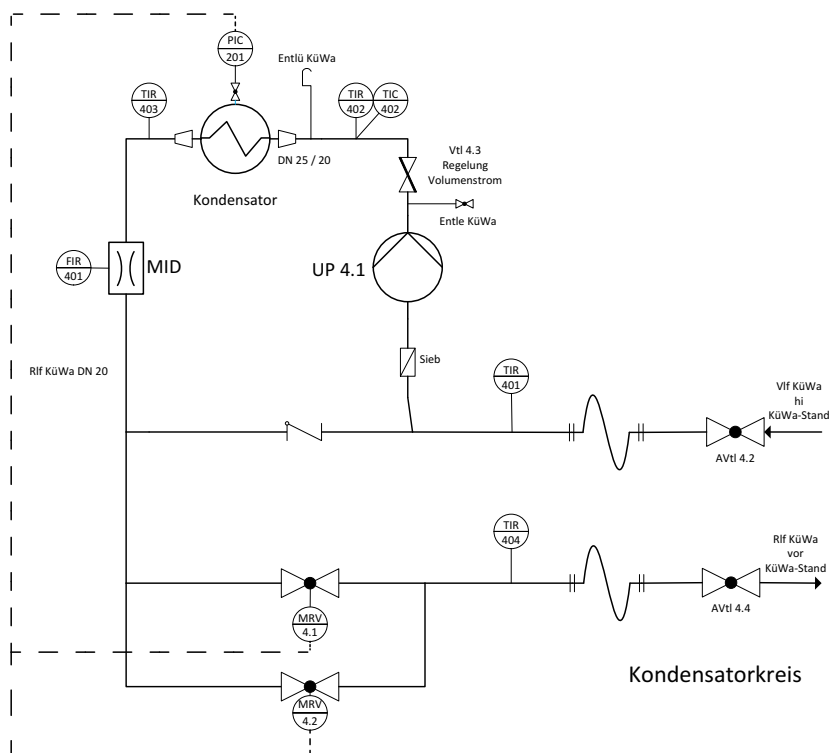 PIC
201
Entlü KüWa
TIR
403
TIR
402
TIC
402
DN 25 / 20
Vtl 4.3
Regelung
Volumenstrom
Kondensator
Entle KüWa
FIR
401
MID
UP 4.1
Sieb
Rlf KüWa DN 20
TIR
401
Vlf KüWa
hi
KüWa-Stand
AVtl 4.2
TIR
404
Rlf KüWa
vor
KüWa-Stand
AVtl 4.4
MRV
4.1
Kondensatorkreis
MRV
4.2